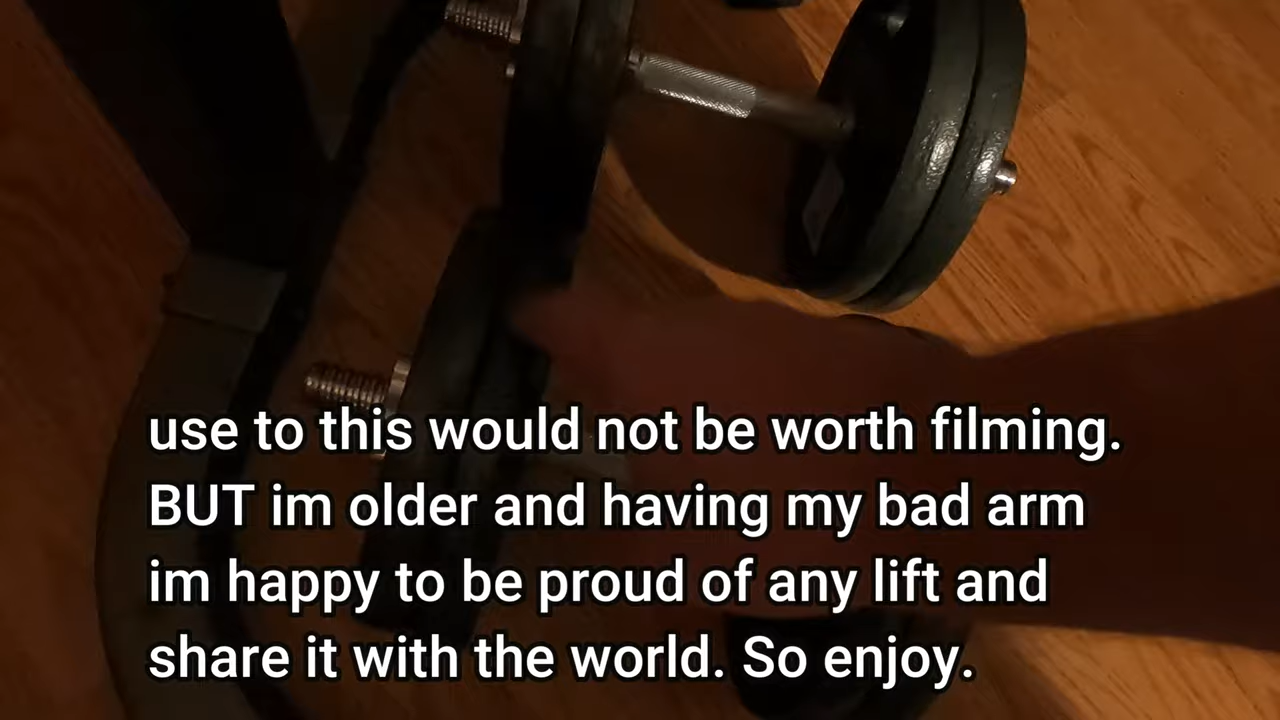 use to this would not be worth filming.
BUT im older and having my bad arm
im happy to be proud of any lift and
share it with the world. So enjoy.